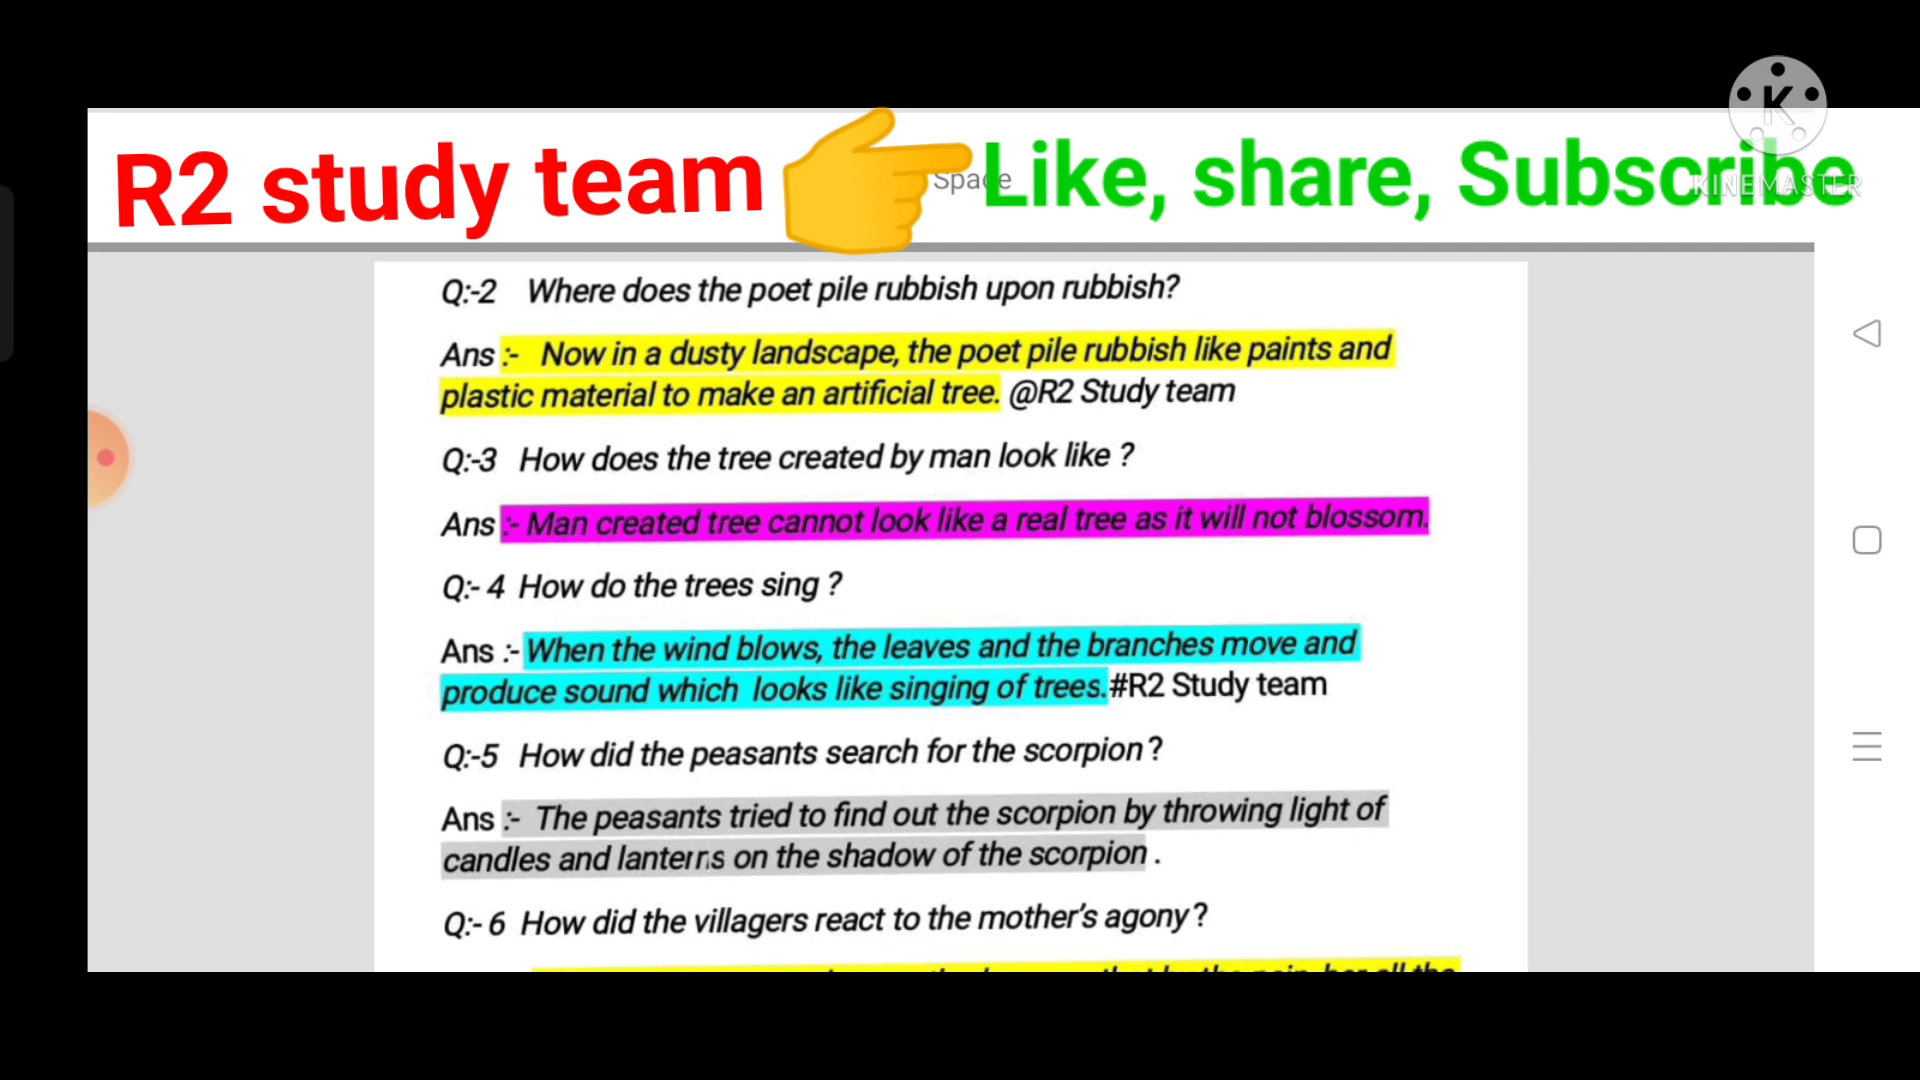 R2 study team Like, share, Subscribe
Space
K
KINEMASTER
Q:-2 Where does the poet pile rubbish upon rubbish?
Ans :- Now in a dusty landscape, the poet pile rubbish like paints and
plastic material to make an artificial tree. @R2 Study team
Q:-3 How does the tree created by man look like ?
Ans :- Man created tree cannot look like a real tree as it will not blossom.
Q:- 4 How do the trees sing ?
Ans :- When the wind blows, the leaves and the branches move and
produce sound which looks like singing of trees.#R2 Study team
Q:-5 How did the peasants search for the scorpion?
Ans :- The peasants tried to find out the scorpion by throwing light of
candles and lanterns on the shadow of the scorpion .
Q:- 6 How did the villagers react to the mother's agony?